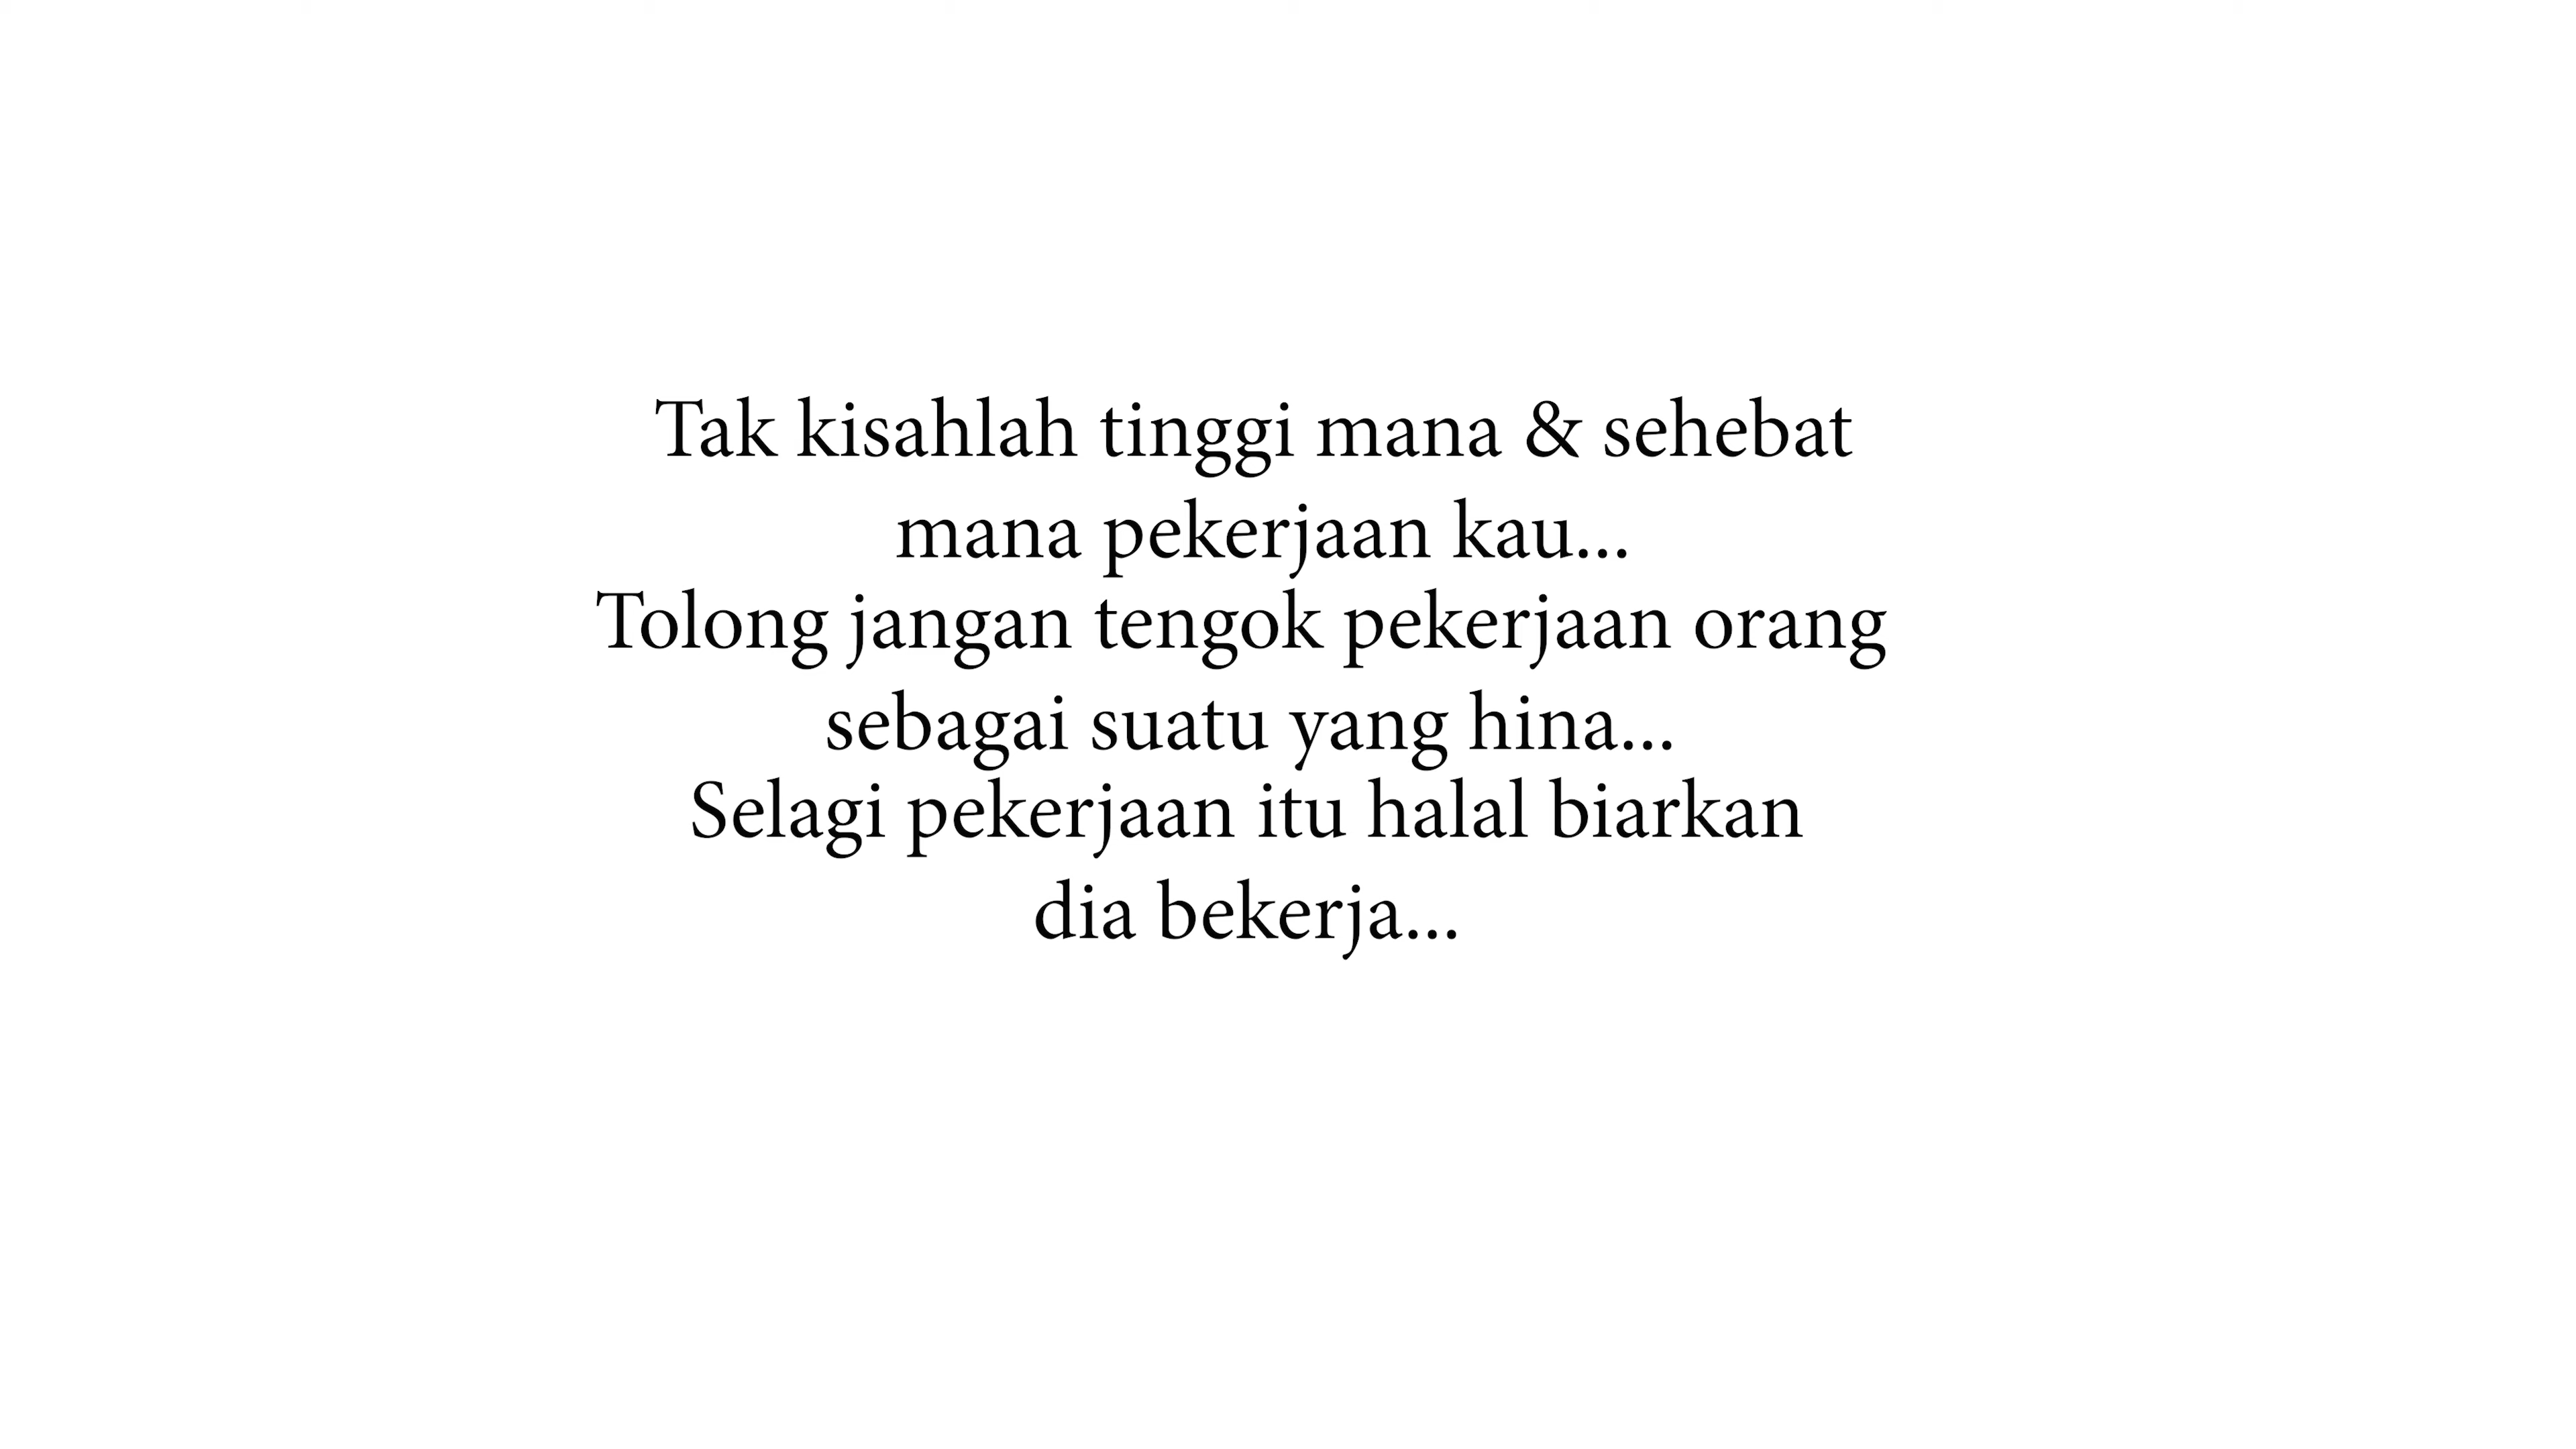 Tak kisahlah tinggi mana & sehebat
mana pekerjaan kau...
Tolong jangan tengok pekerjaan orang
sebagai suatu yang hina...
Selagi pekerjaan itu halal biarkan
dia bekerja...